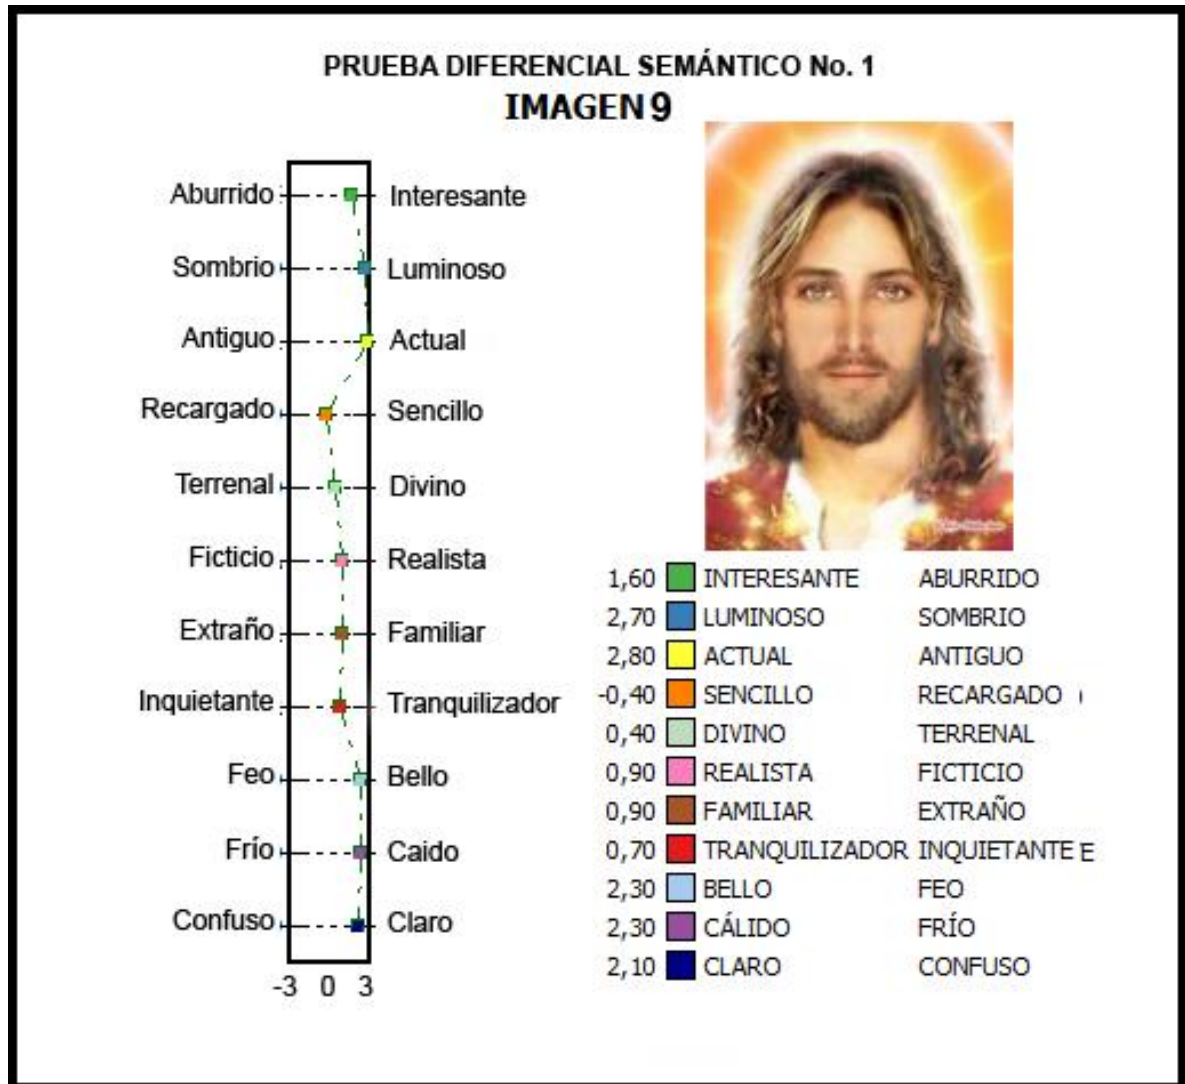 PRUEBA DIFERENCIAL SEMÁNTICO No. 1
IMAGEN 9
Aburrido Interesante
Sombrio Luminoso
Antiguo Actual
Recargado Sencillo
Terrenal Divino
Ficticio Realista
Extraño Familiar
Inquietante Tranquilizador
Feo Bello
Frío Caido
Confuso Claro
-3 0 3
1,60 INTERESANTE ABURRIDO
2,70 LUMINOSO SOMBRIO
2,80 ACTUAL ANTIGUO
-0,40 SENCILLO RECARGADO )
0,40 DIVINO TERRENAL
0,90 REALISTA FICTICIO
0,90 FAMILIAR EXTRAÑO
0,70 TRANQUILIZADOR INQUIETANTE E
2,30 BELLO FEO
2,30 CÁLIDO FRÍO
2,10 CLARO CONFUSO